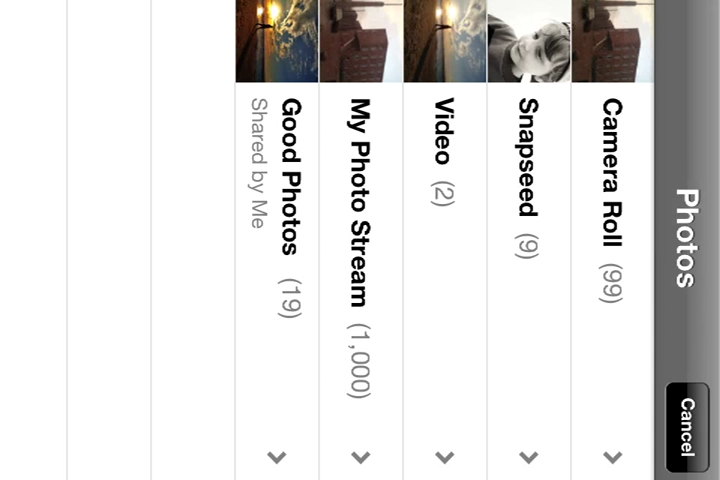 Photos
Cancel
Camera Roll (99)
Snapseed (9)
Video (2)
My Photo Stream (1,000)
Good Photos (19)
Shared by Me